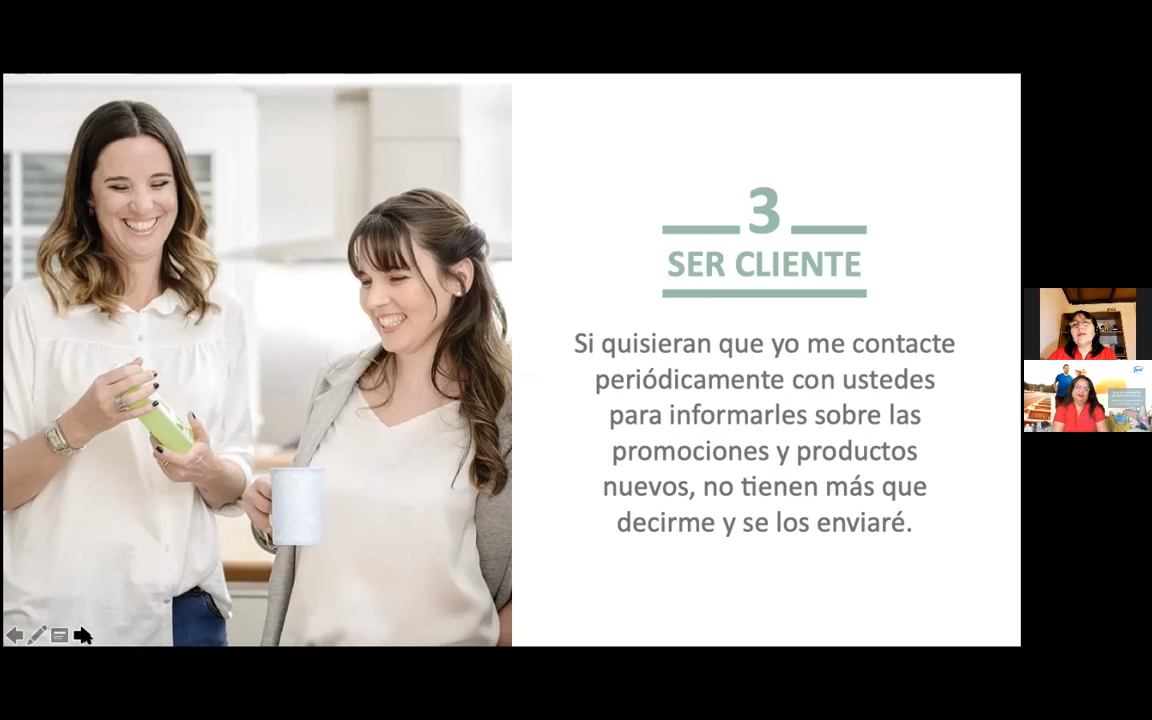 3
SER CLIENTE
Si quisieran que yo me contacte
periódicamente con ustedes
para informarles sobre las
promociones y productos
nuevos, no tienen más que
decirme y se los enviaré.